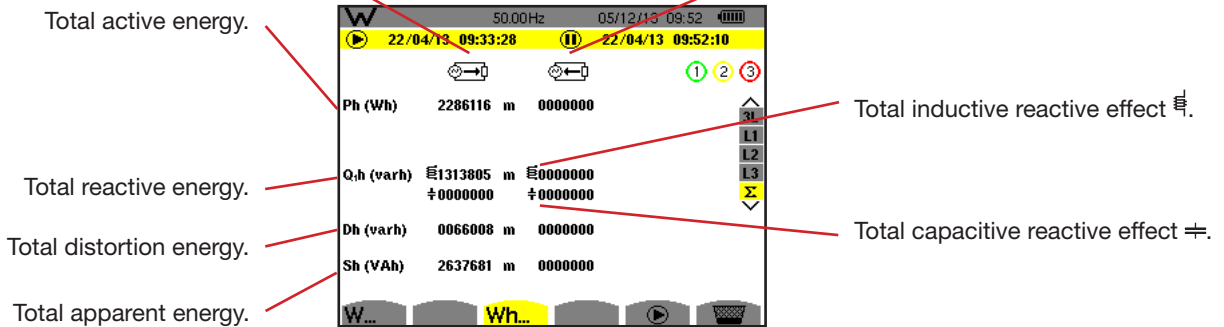 Total active energy.
W 50.00Hz 05/12/13 09:52
22/04/13 09:33:28 22/04/13 09:52:10
1 2 3
Ph (Wh) 2286116 m 0000000
3L
L1
L2
L3
Σ
Total inductive reactive effect .
Total reactive energy.
Q₁h (varh) 1313805 m 0000000
0000000 0000000
Total capacitive reactive effect .
Total distortion energy.
Dh (varh) 0066008 m 0000000
Total apparent energy.
Sh (VAh) 2637681 m 0000000
W... Wh...